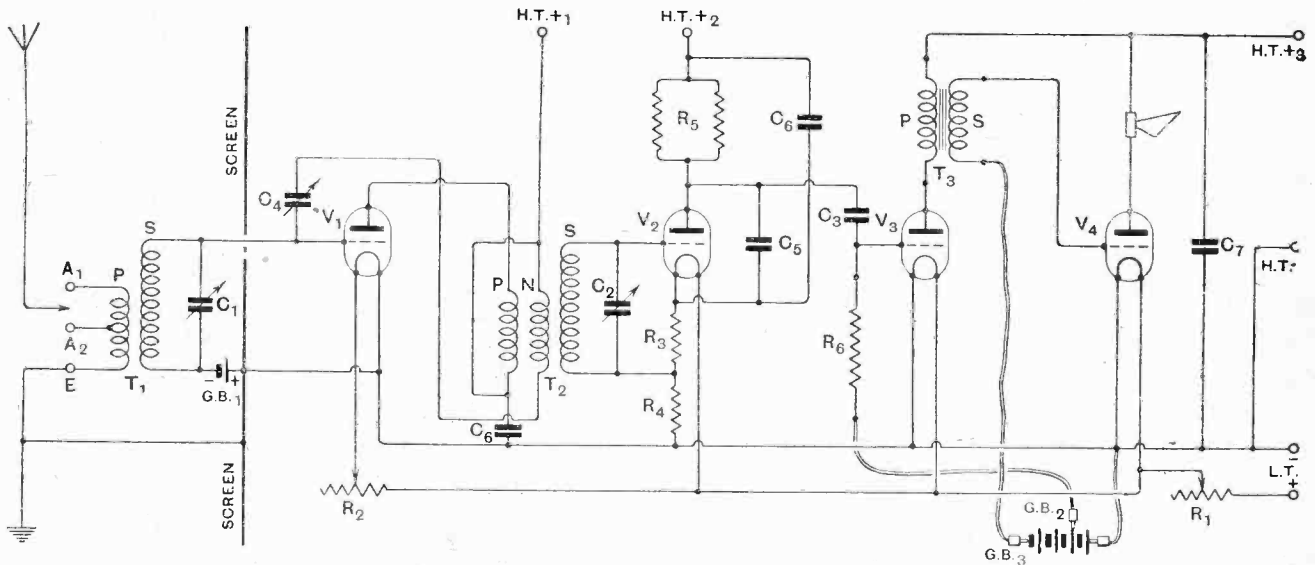 H.T.+1
H.T.+2
H.T.+3
SCREEN
C4
V1
R5
C6
P
S
T3
S
A1
P
C1
A2
E
T1
- +
G.B.1
P
N
S
C2
T2
V2
R3
R4
C3
V3
C5
V4
C7
H.T.-
R6
C6
SCREEN
R2
L.T.
-
+
R1
G.B.2
G.B.3